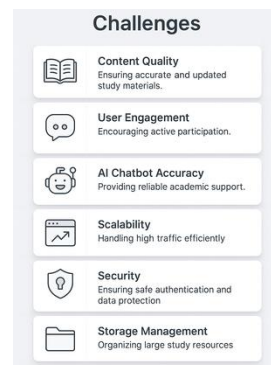 Challenges
Content Quality
Ensuring accurate and updated
study materials.
User Engagement
Encouraging active participation.
AI Chatbot Accuracy
Providing reliable academic support.
Scalability
Handling high traffic efficiently
Security
Ensuring safe authentication and
data protection
Storage Management
Organizing large study resources